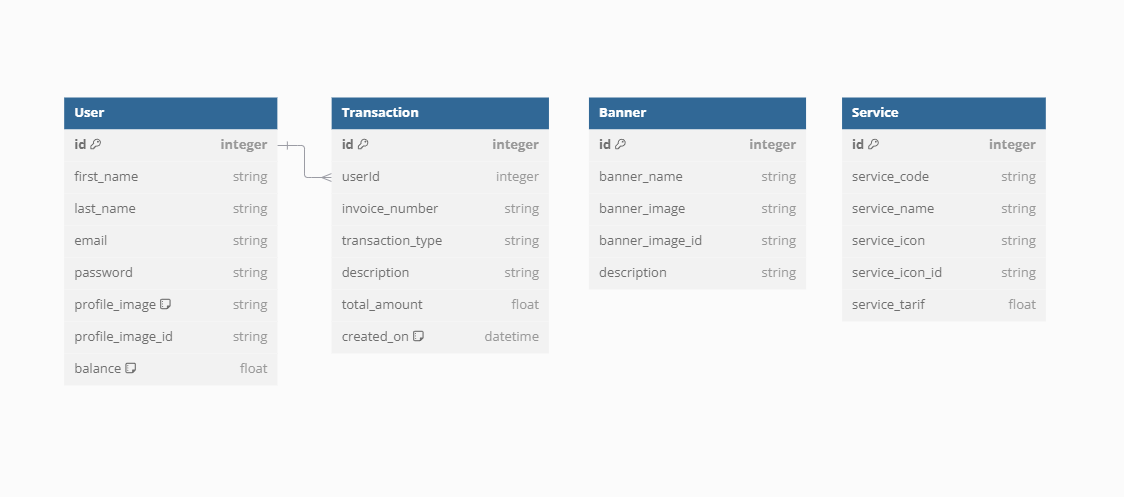 User
id integer
first_name string
last_name string
email string
password string
profile_image string
profile_image_id string
balance float
Transaction
id integer
userId integer
invoice_number string
transaction_type string
description string
total_amount float
created_on datetime
Banner
id integer
banner_name string
banner_image string
banner_image_id string
description string
Service
id integer
service_code string
service_name string
service_icon string
service_icon_id string
service_tarif float